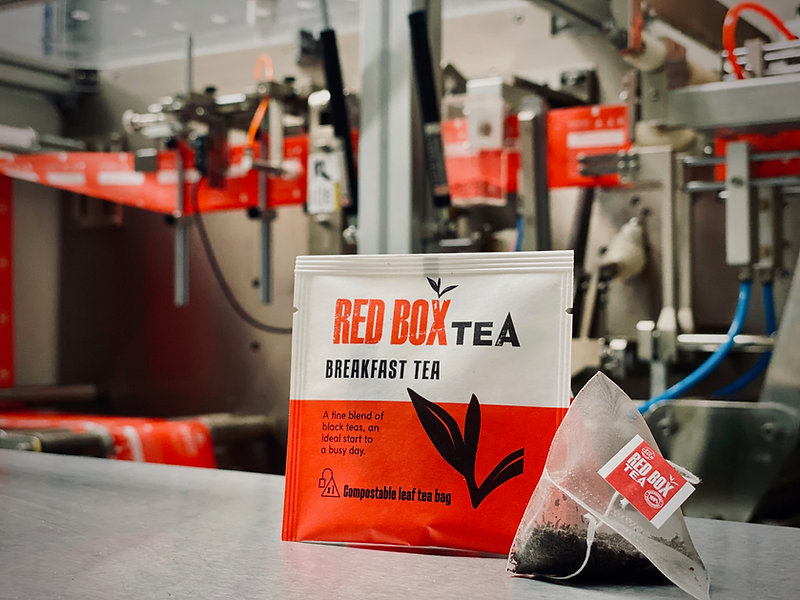 RED BOX TEA
BREAKFAST TEA
A fine blend of
black teas, an
ideal start to
a busy day.
x1
Compostable leaf tea bag
RED BOX
TEA